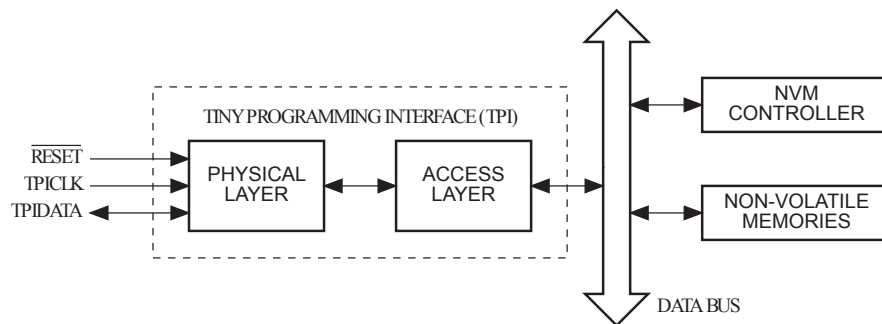 NVM
CONTROLLER
TINY PROGRAMMING INTERFACE (TPI)
RESET
TPICLK
TPIDATA
PHYSICAL
LAYER
ACCESS
LAYER
NON-VOLATILE
MEMORIES
DATA BUS